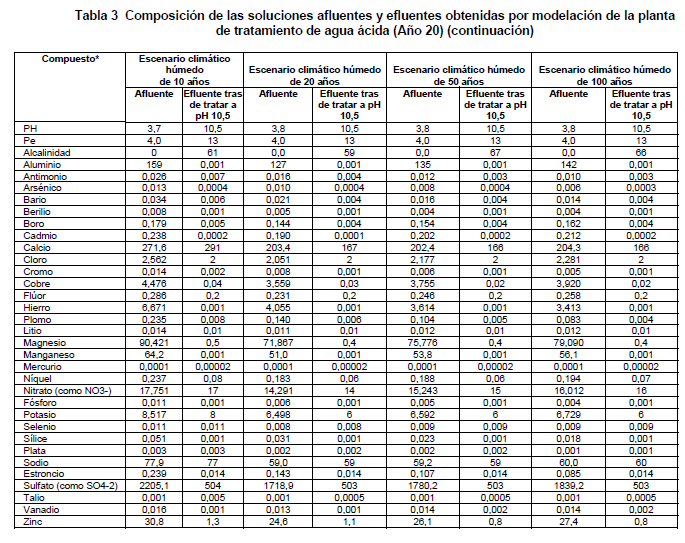 Tabla 3 Composición de las soluciones afluentes y efluentes obtenidas por modelación de la planta
de tratamiento de agua ácida (Año 20) (continuación)
Compuesto* Escenario climático húmedo de 10 años Escenario climático húmedo de 20 años Escenario climático húmedo de 50 años Escenario climático húmedo de 100 años
Afluente Efluente tras de tratar a pH 10,5 Afluente Efluente tras de tratar a pH 10,5 Afluente Efluente tras de tratar a pH 10,5 Afluente Efluente tras de tratar a pH 10,5
PH 3,7 10,5 3,8 10,5 3,8 10,5 3,8 10,5
Pe 4,0 13 4,0 13 4,0 13 4,0 13
Alcalinidad 0 61 0,0 59 0,0 67 0,0 66
Aluminio 159 0,001 127 0,001 135 0,001 142 0,001
Antimonio 0,026 0,007 0,016 0,004 0,012 0,003 0,010 0,003
Arsénico 0,013 0,0004 0,010 0,0004 0,008 0,0004 0,006 0,0003
Bario 0,034 0,006 0,021 0,004 0,016 0,004 0,014 0,004
Berilio 0,008 0,001 0,005 0,001 0,004 0,001 0,004 0,001
Boro 0,179 0,005 0,144 0,004 0,154 0,004 0,162 0,004
Cadmio 0,238 0,0002 0,190 0,0001 0,202 0,0002 0,212 0,0002
Calcio 271,6 291 203,4 167 202,4 166 204,3 166
Cloro 2,562 2 2,051 2 2,177 2 2,281 2
Cromo 0,014 0,002 0,008 0,001 0,006 0,001 0,005 0,001
Cobre 4,476 0,04 3,559 0,03 3,755 0,02 3,920 0,02
Flúor 0,286 0,2 0,231 0,2 0,246 0,2 0,258 0,2
Hierro 6,671 0,001 4,055 0,001 3,614 0,001 3,413 0,001
Plomo 0,235 0,008 0,140 0,006 0,104 0,005 0,083 0,004
Litio 0,014 0,01 0,011 0,01 0,012 0,01 0,012 0,01
Magnesio 90,421 0,5 71,867 0,4 75,776 0,4 79,090 0,4
Manganeso 64,2 0,001 51,0 0,001 53,8 0,001 56,1 0,001
Mercurio 0,0001 0,00002 0,0001 0,00002 0,0001 0,00002 0,0001 0,00002
Níquel 0,237 0,08 0,183 0,06 0,188 0,06 0,194 0,07
Nitrato (como NO3-) 17,751 17 14,291 14 15,243 15 16,012 16
Fósforo 0,011 0,001 0,006 0,001 0,005 0,001 0,004 0,001
Potasio 8,517 8 6,498 6 6,592 6 6,729 6
Selenio 0,011 0,011 0,008 0,008 0,009 0,009 0,009 0,009
Sílice 0,051 0,001 0,031 0,001 0,023 0,001 0,018 0,001
Plata 0,003 0,003 0,002 0,002 0,002 0,002 0,001 0,001
Sodio 77,9 77 59,0 59 59,2 59 60,0 60
Estroncio 0,239 0,014 0,143 0,014 0,107 0,014 0,085 0,014
Sulfato (como SO4-2) 2205,1 504 1718,9 503 1780,2 503 1839,2 503
Talio 0,001 0,005 0,001 0,0005 0,001 0,0005 0,001 0,0005
Vanadio 0,016 0,001 0,013 0,001 0,014 0,002 0,014 0,002
Zinc 30,8 1,3 24,6 1,1 26,1 0,8 27,4 0,8